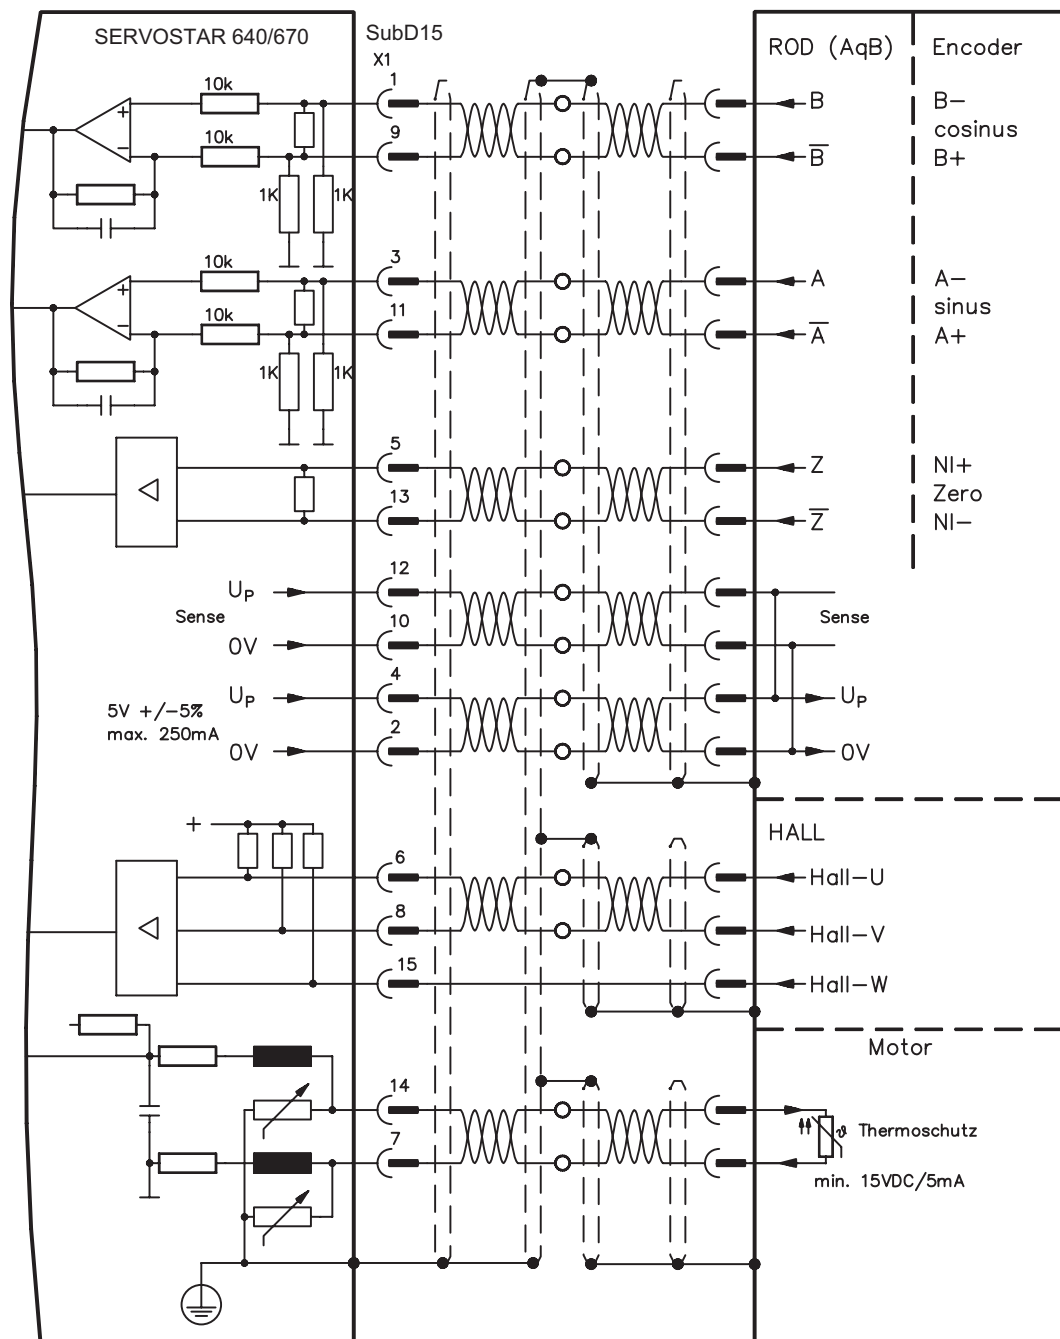 SERVOSTAR 640/670
SubD15
X1
ROD (AqB)
Encoder
10k
1
B
B−
cosinus
+
10k
9
B̅
B+
−
1K
1K
10k
3
A
A−
sinus
+
10k
11
A̅
A+
−
1K
1K
5
Z
NI+
Zero
13
Z̅
NI−
UP
12
Sense
Sense
0V
10
UP
4
UP
5V +/−5%
max. 250mA
0V
2
0V
+
HALL
6
Hall−U
8
Hall−V
15
Hall−W
Motor
14
ϑ Thermoschutz
7
min. 15VDC/5mA